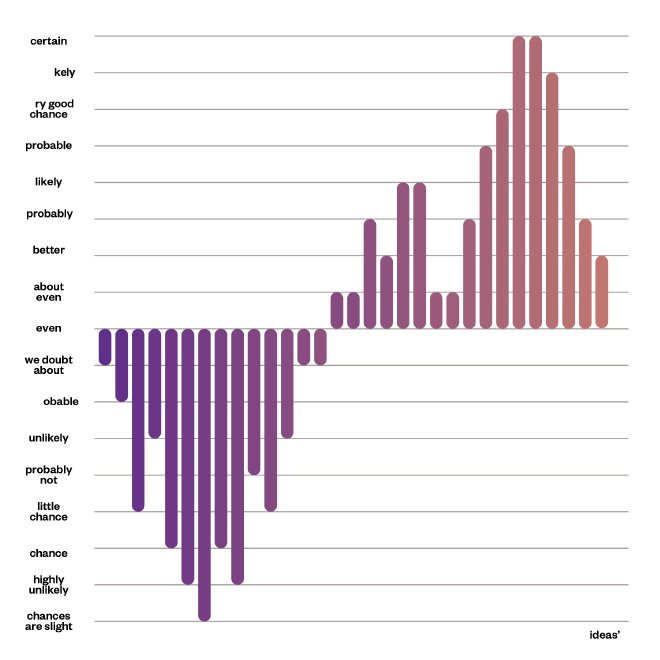 certain
kely
ry good
chance
probable
likely
probably
better
about
even
even
we doubt
about
obable
unlikely
probably
not
little
chance
chance
highly
unlikely
chances
are slight
ideas’